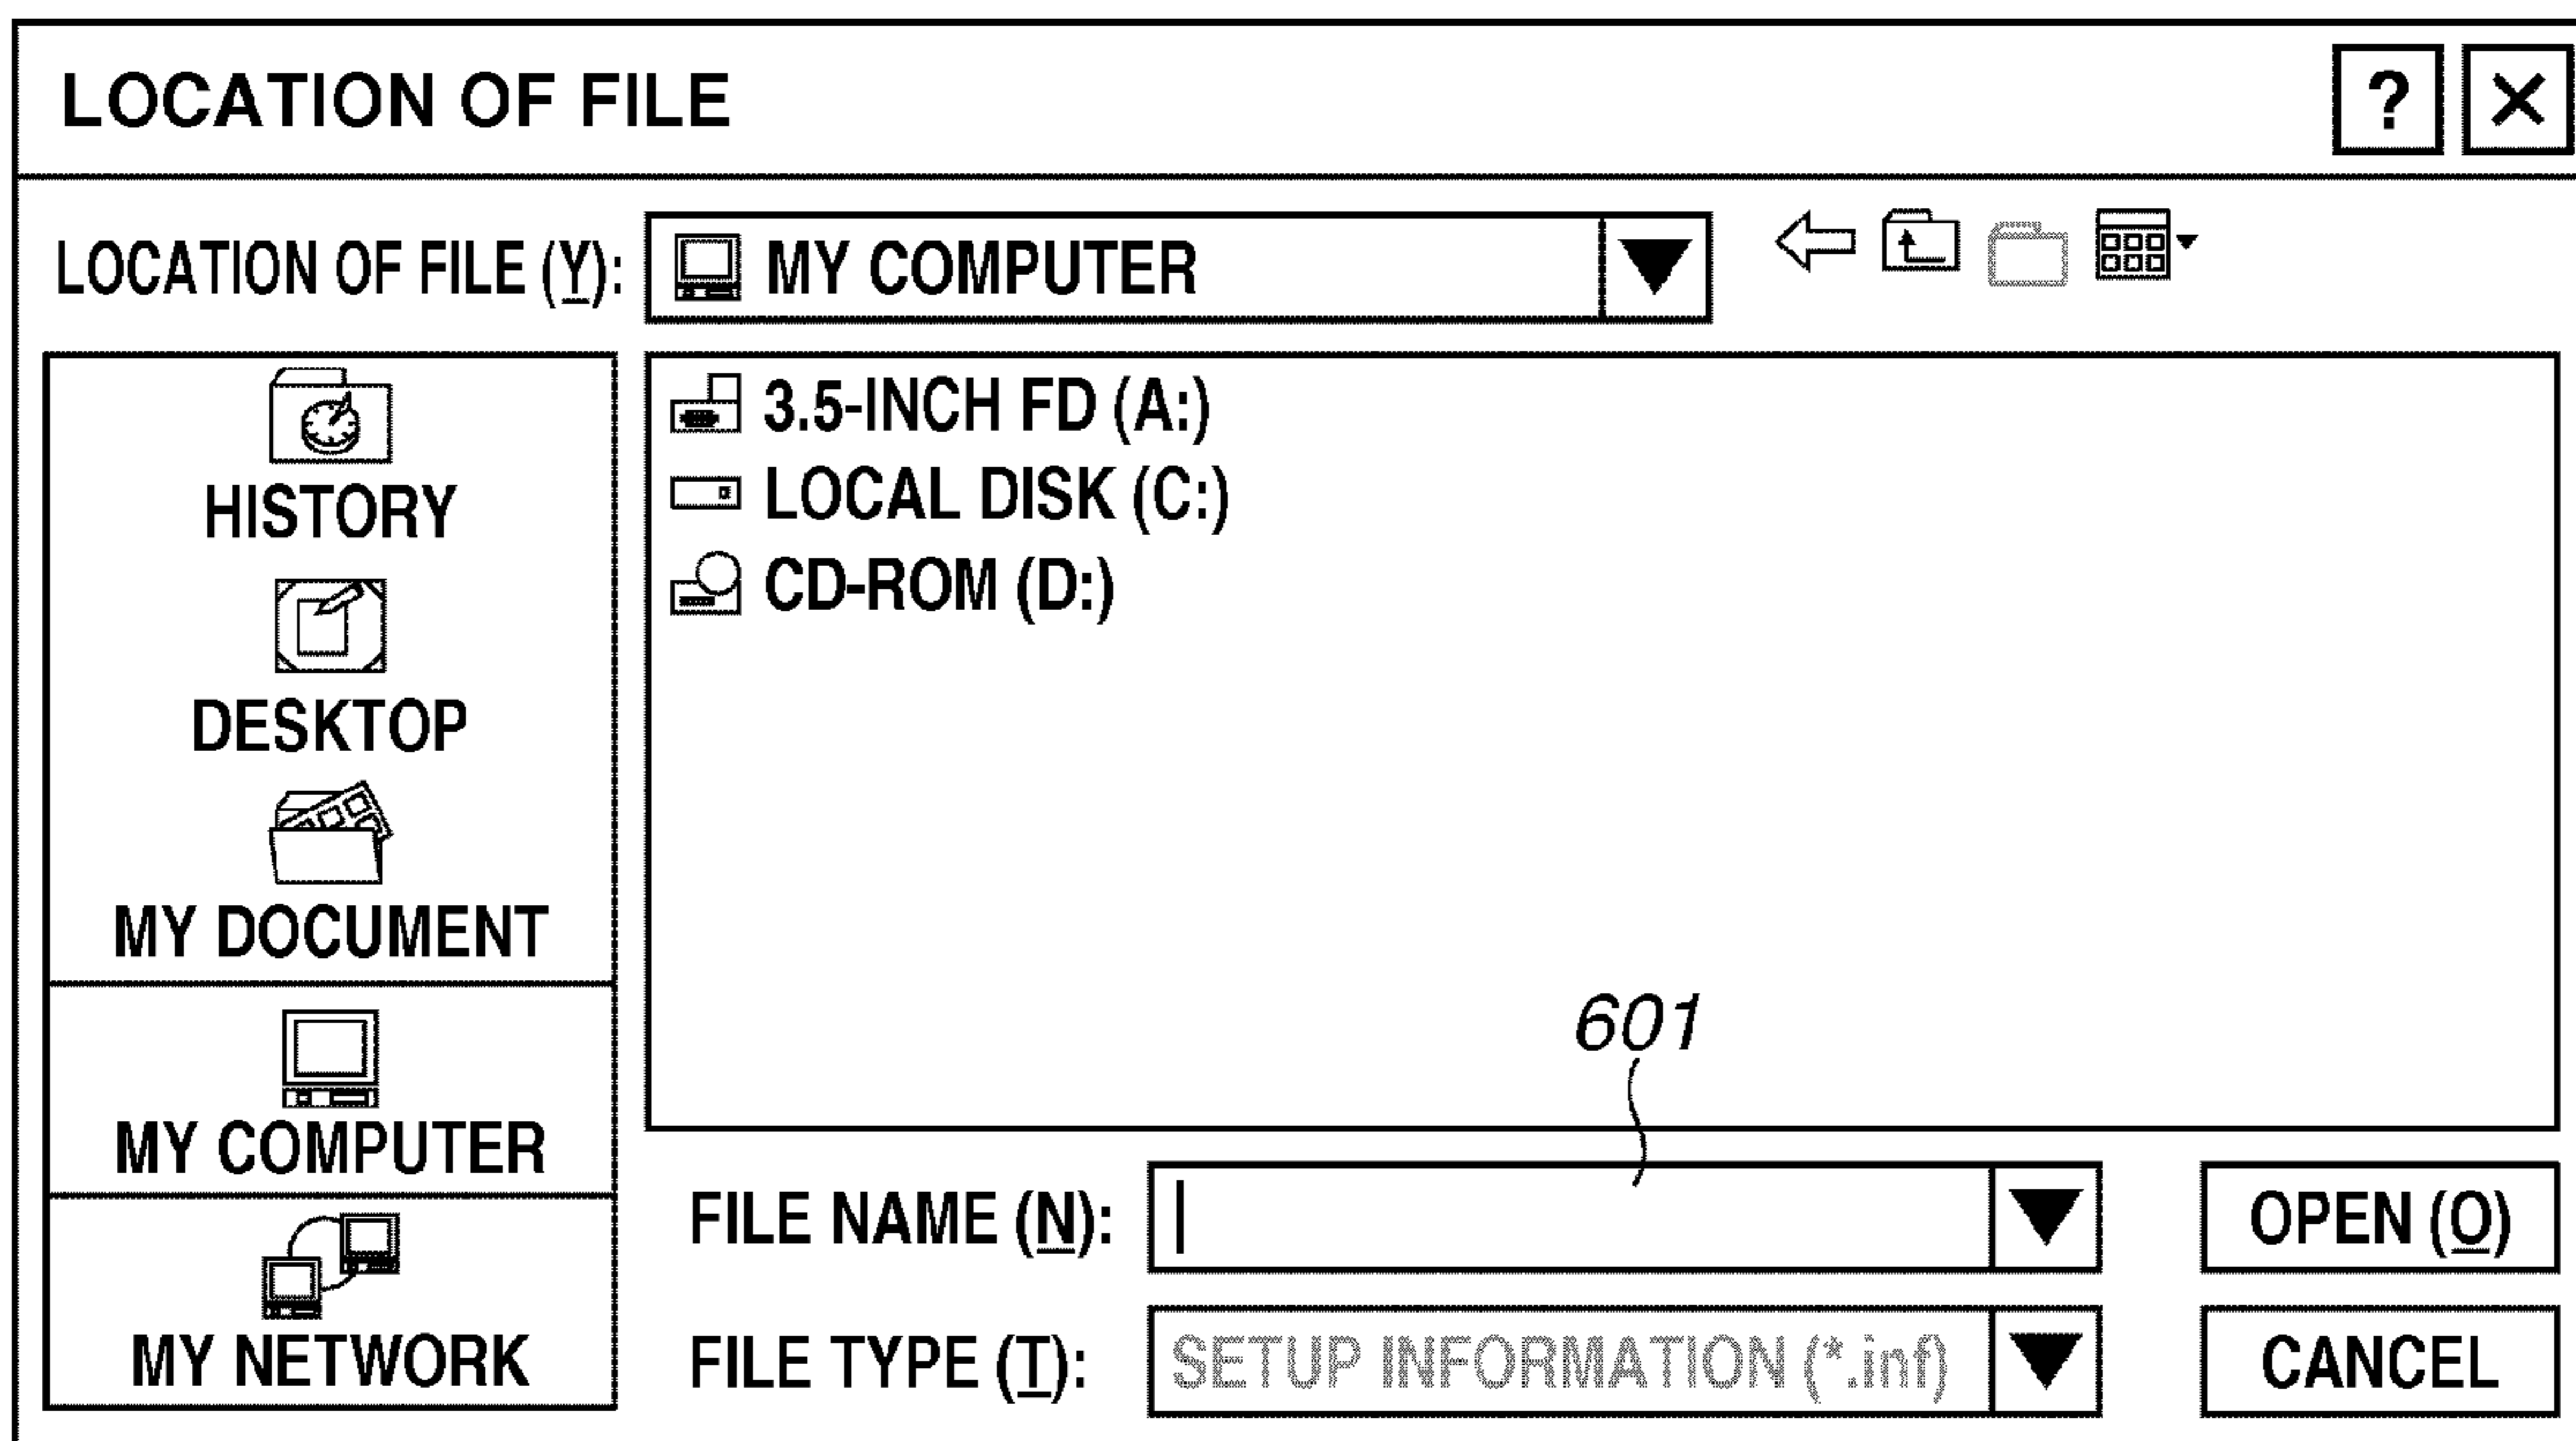 LOCATION OF FILE
?
LOCATION OF FILE (Y):
MY COMPUTER
HISTORY
DESKTOP
MY DOCUMENT
MY COMPUTER
MY NETWORK
3.5-INCH FD (A:)
LOCAL DISK (C:)
CD-ROM (D:)
601
FILE NAME (N):
OPEN (O)
FILE TYPE (T):
SETUP INFORMATION (*.inf)
CANCEL